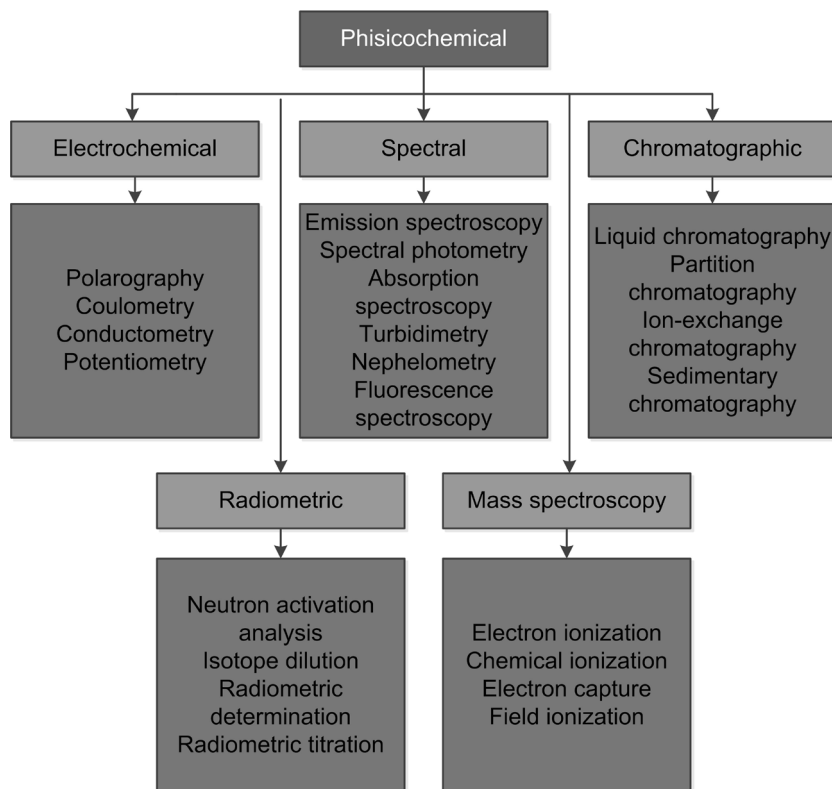 Phisicochemical
Electrochemical
Spectral
Chromatographic
Polarography
Coulometry
Conductometry
Potentiometry
Emission spectroscopy
Spectral photometry
Absorption
spectroscopy
Turbidimetry
Nephelometry
Fluorescence
spectroscopy
Liquid chromatography
Partition
chromatography
Ion-exchange
chromatography
Sedimentary
chromatography
Radiometric
Mass spectroscopy
Neutron activation
analysis
Isotope dilution
Radiometric
determination
Radiometric titration
Electron ionization
Chemical ionization
Electron capture
Field ionization